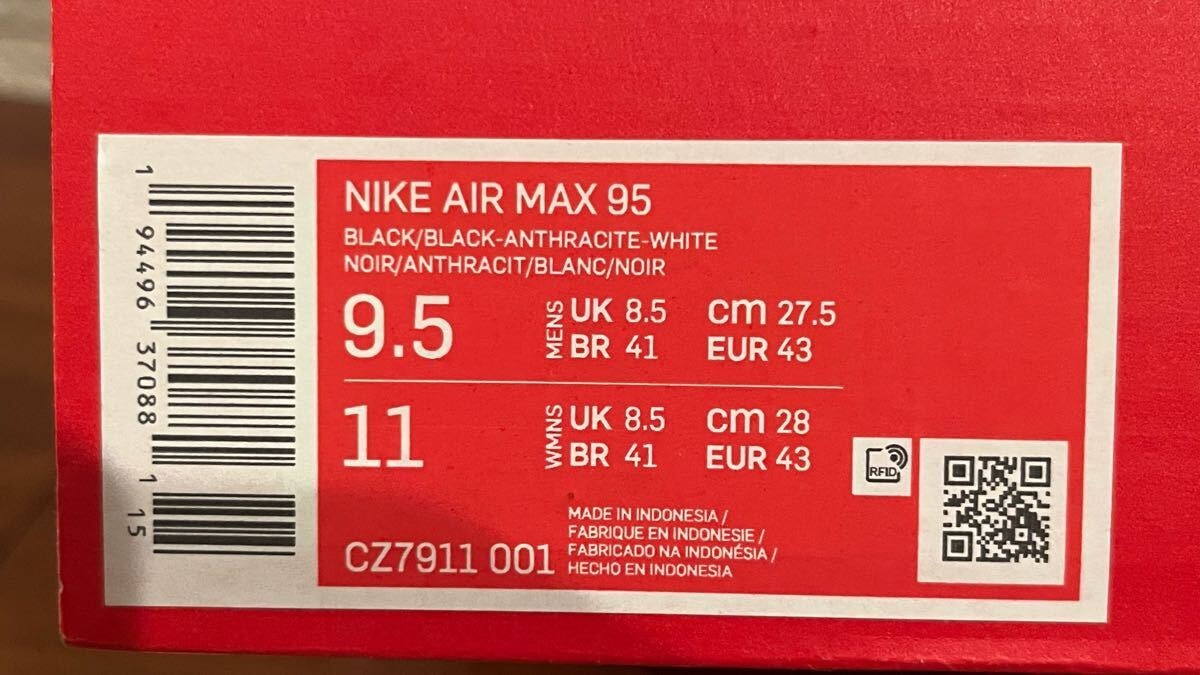 1 94496 37088 1 15
NIKE AIR MAX 95
BLACK/BLACK-ANTHRACITE-WHITE
NOIR/ANTHRACIT/BLANC/NOIR
9.5 MENS UK 8.5 cm 27.5
BR 41 EUR 43
11 WMNS UK 8.5 cm 28
BR 41 EUR 43
RFID
CZ7911 001
MADE IN INDONESIA /
FABRIQUE EN INDONESIE /
FABRICADO NA INDONÉSIA /
HECHO EN INDONESIA